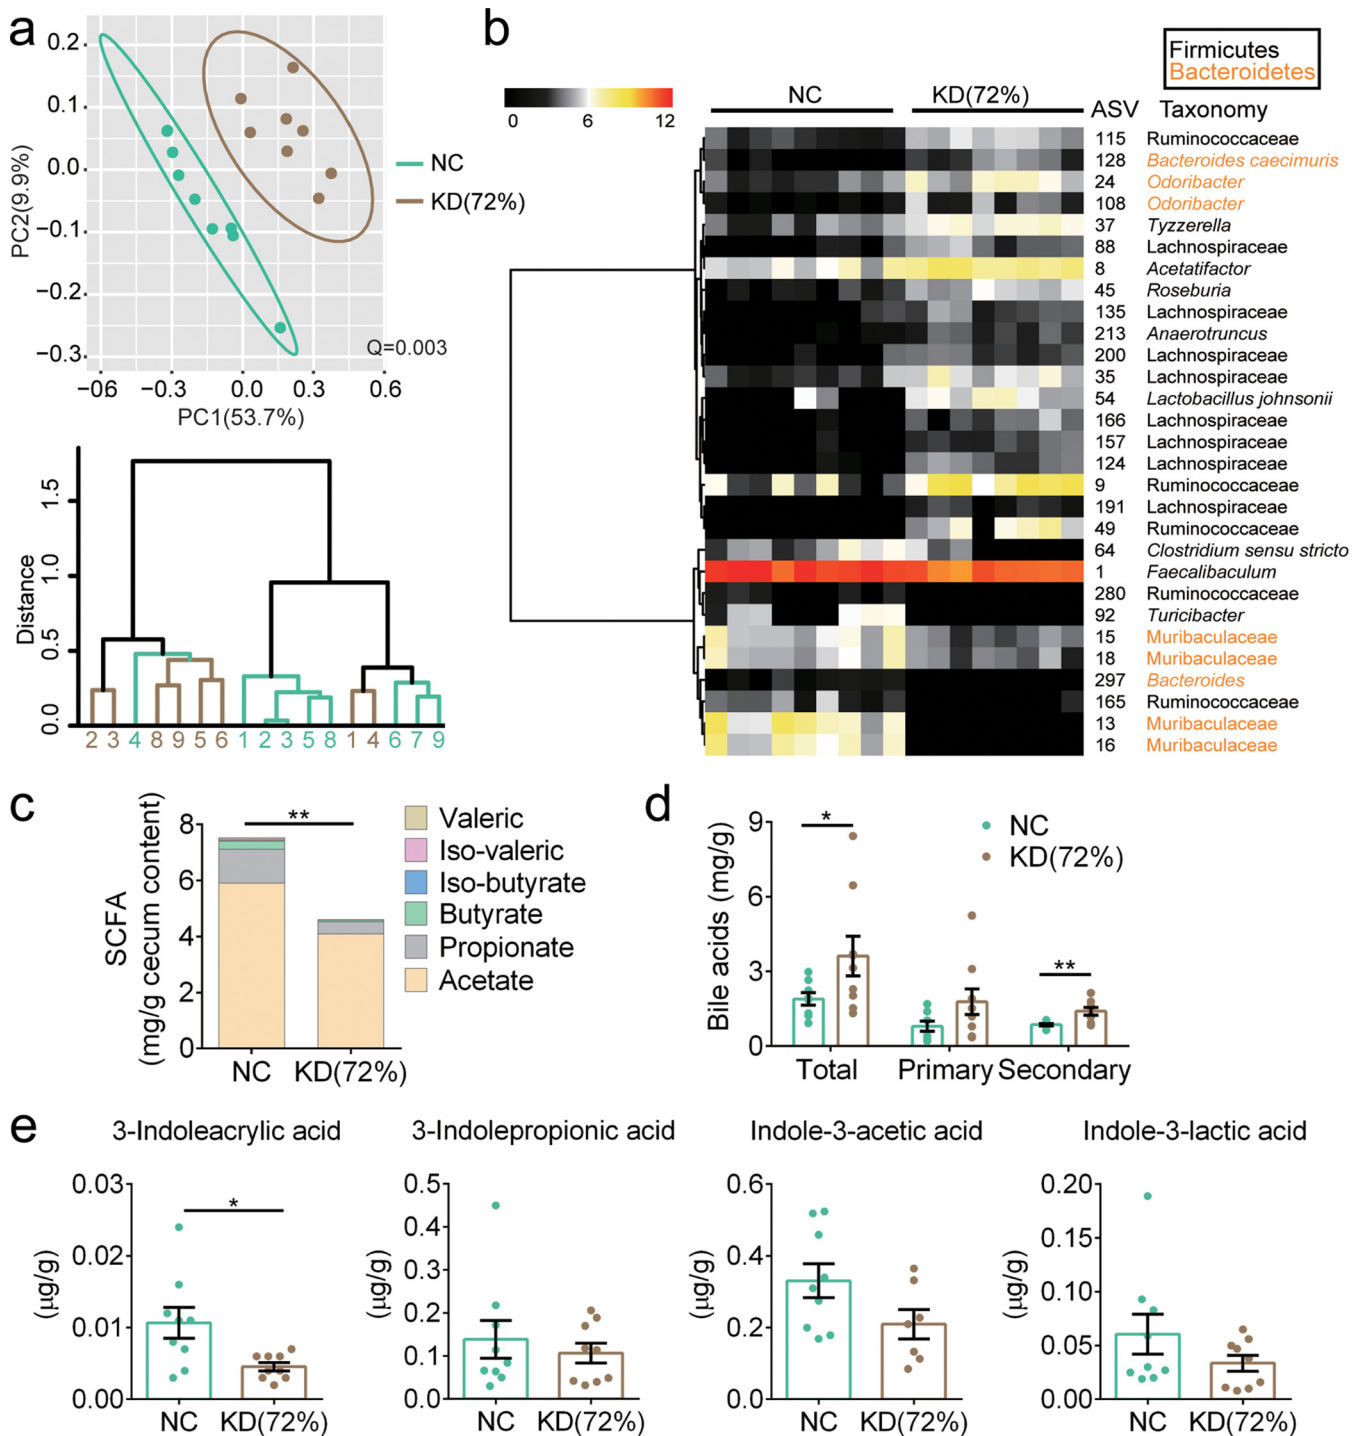 a
0.2
0.1
0.0
−0.1
−0.2
−0.3
PC2(9.9%)
−0.6
−0.3
0.0
0.3
0.6
PC1(53.7%)
Q=0.003
NC
KD(72%)
Distance
1.5
1.0
0.5
0.0
2 3 4 8 9 5 6 1 2 3 5 8 1 4 6 7 9
b
Firmicutes
Bacteroidetes
0 6 12
NC
KD(72%)
ASV Taxonomy
115 Ruminococcaceae
128 Bacteroides caecimuris
24 Odoribacter
108 Odoribacter
37 Tyzzerella
88 Lachnospiraceae
8 Acetatifactor
45 Roseburia
135 Lachnospiraceae
213 Anaerotruncus
200 Lachnospiraceae
35 Lachnospiraceae
54 Lactobacillus johnsonii
166 Lachnospiraceae
157 Lachnospiraceae
124 Lachnospiraceae
9 Ruminococcaceae
191 Lachnospiraceae
49 Ruminococcaceae
64 Clostridium sensu stricto
1 Faecalibaculum
280 Ruminococcaceae
92 Turicibacter
15 Muribaculaceae
18 Muribaculaceae
297 Bacteroides
165 Ruminococcaceae
13 Muribaculaceae
16 Muribaculaceae
c
SCFA
(mg/g cecum content)
8
6
4
2
0
**
NC KD(72%)
Valeric
Iso-valeric
Iso-butyrate
Butyrate
Propionate
Acetate
d
Bile acids (mg/g)
9
6
3
0
*
**
NC
KD(72%)
Total Primary Secondary
e
3-Indoleacrylic acid
(µg/g)
0.03
0.02
0.01
0.00
*
NC KD(72%)
3-Indolepropionic acid
(µg/g)
0.5
0.4
0.3
0.2
0.1
0.0
NC KD(72%)
Indole-3-acetic acid
(µg/g)
0.6
0.4
0.2
0.0
NC KD(72%)
Indole-3-lactic acid
(µg/g)
0.20
0.15
0.10
0.05
0.00
NC KD(72%)